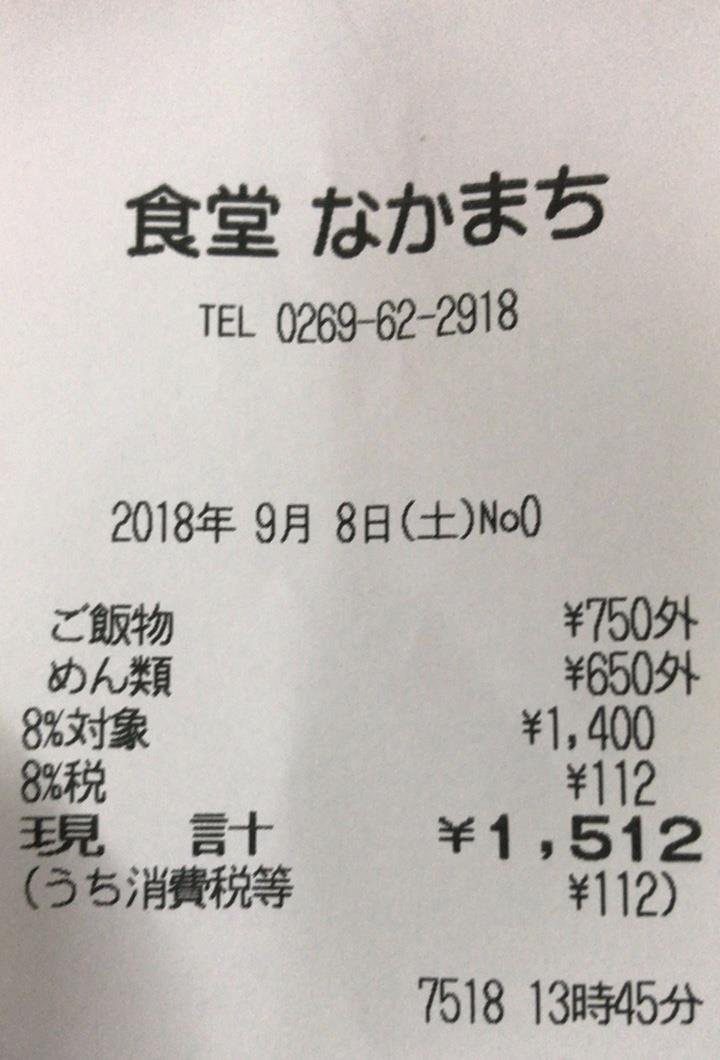 食堂 なかまち
TEL 0269-62-2918
2018年 9月 8日(土)No0
ご飯物 ¥750外
めん類 ¥650外
8%対象 ¥1,400
8%税 ¥112
現 計 ¥1,512
(うち消費税等 ¥112)
7518 13時45分